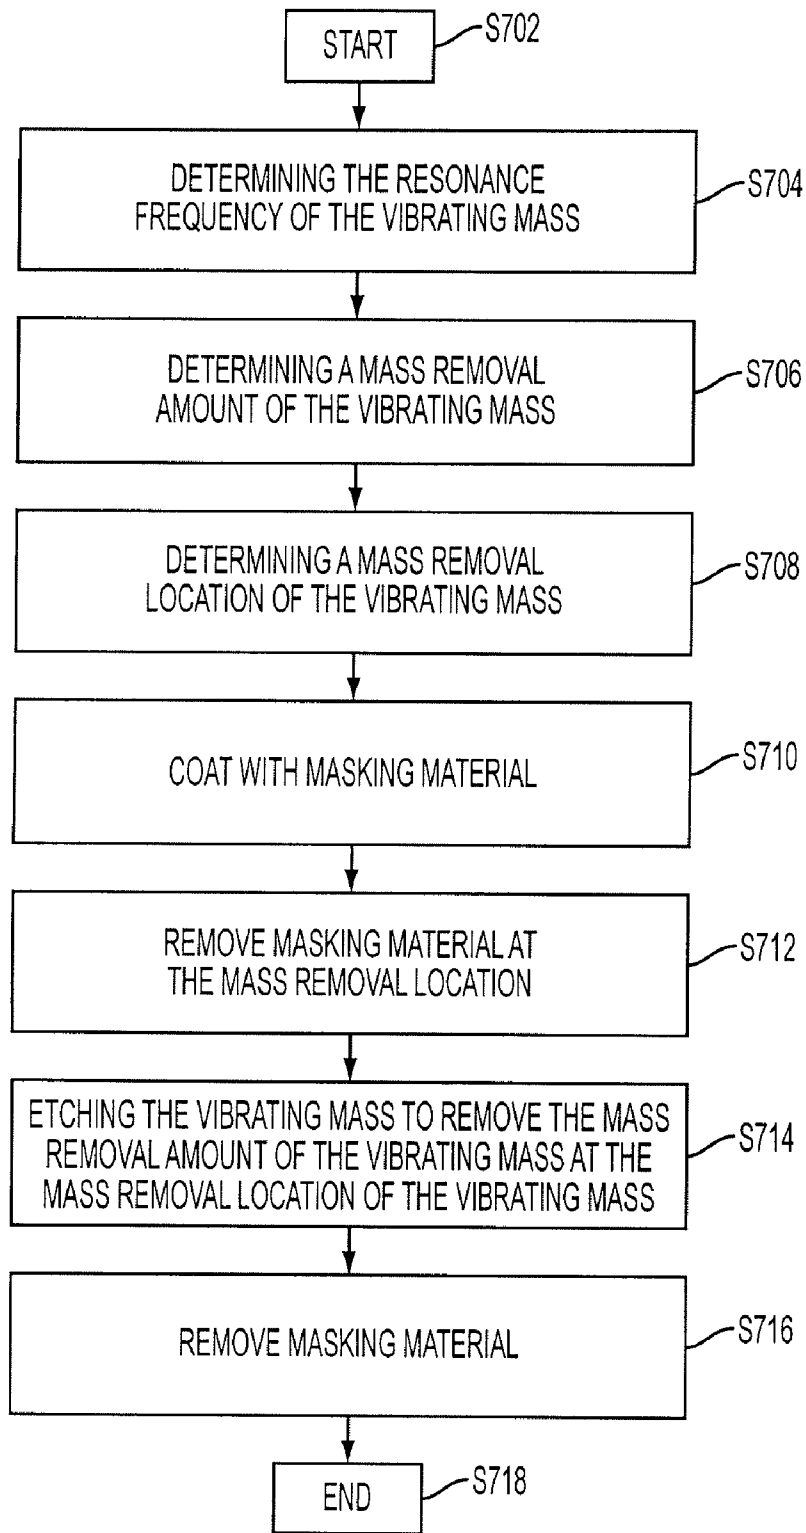 START
S702
DETERMINING THE RESONANCE
FREQUENCY OF THE VIBRATING MASS
S704
DETERMINING A MASS REMOVAL
AMOUNT OF THE VIBRATING MASS
S706
DETERMINING A MASS REMOVAL
LOCATION OF THE VIBRATING MASS
S708
COAT WITH MASKING MATERIAL
S710
REMOVE MASKING MATERIAL AT
THE MASS REMOVAL LOCATION
S712
ETCHING THE VIBRATING MASS TO REMOVE THE MASS
REMOVAL AMOUNT OF THE VIBRATING MASS AT THE
MASS REMOVAL LOCATION OF THE VIBRATING MASS
S714
REMOVE MASKING MATERIAL
S716
END
S718